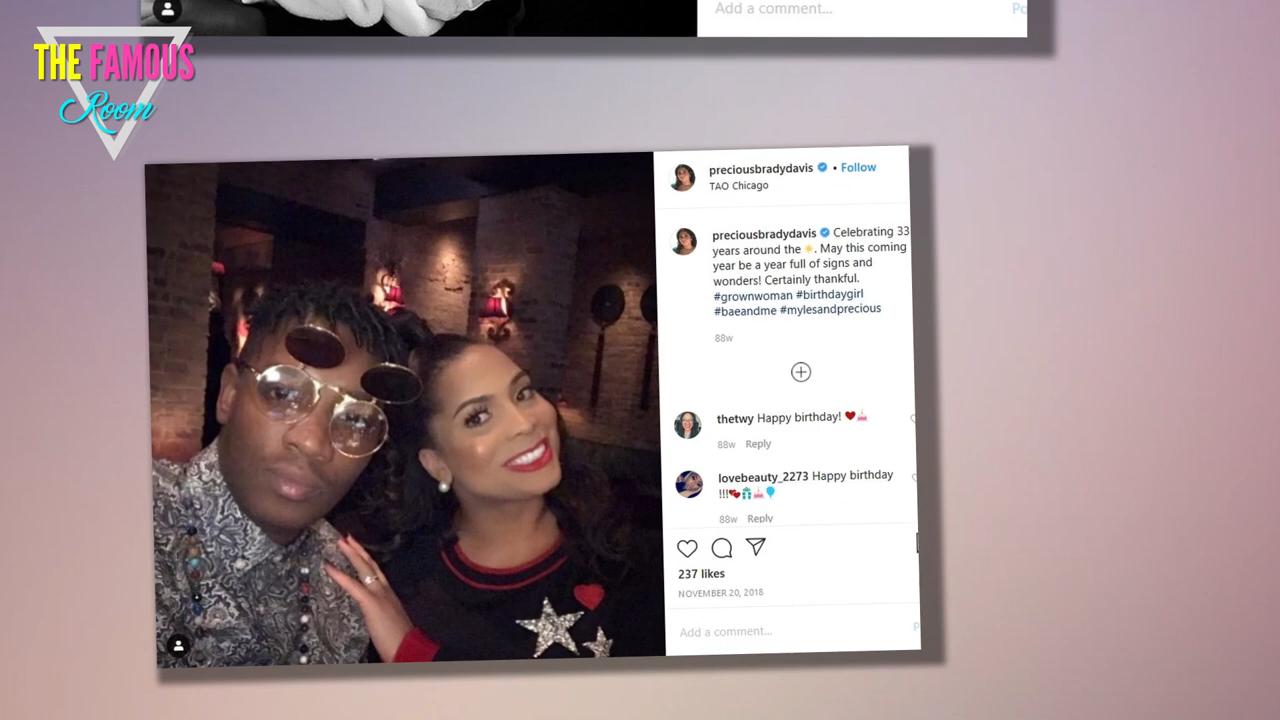 Add a comment...
THE FAMOUS
Room
preciousbradydavis • Follow
TAO Chicago
preciousbradydavis Celebrating 33
years around the ☀️. May this coming
year be a year full of signs and
wonders! Certainly thankful.
#grownwoman #birthdaygirl
#baeandme #mylesandprecious
88w
thetwy Happy birthday! ❤️🎂
88w Reply
lovebeauty_2273 Happy birthday
!!!💝🎁🎂🎈
88w Reply
237 likes
NOVEMBER 20, 2018
Add a comment...